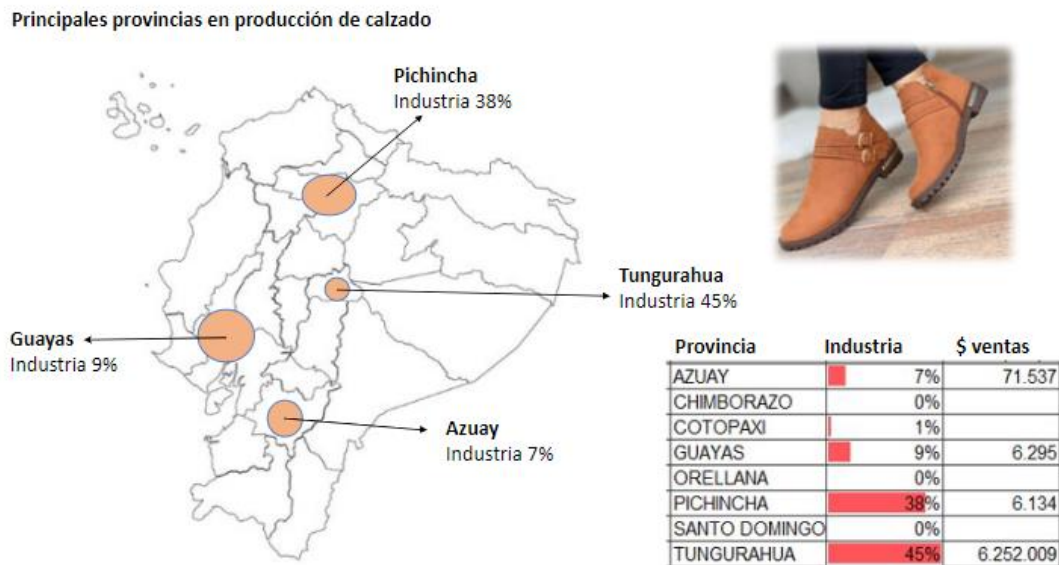 Principales provincias en producción de calzado
Pichincha
Industria 38%
Tungurahua
Industria 45%
Guayas
Industria 9%
Azuay
Industria 7%
Provincia Industria $ ventas
AZUAY 7% 71.537
CHIMBORAZO 0%
COTOPAXI 1%
GUAYAS 9% 6.295
ORELLANA 0%
PICHINCHA 38% 6.134
SANTO DOMINGO 0%
TUNGURAHUA 45% 6.252.009